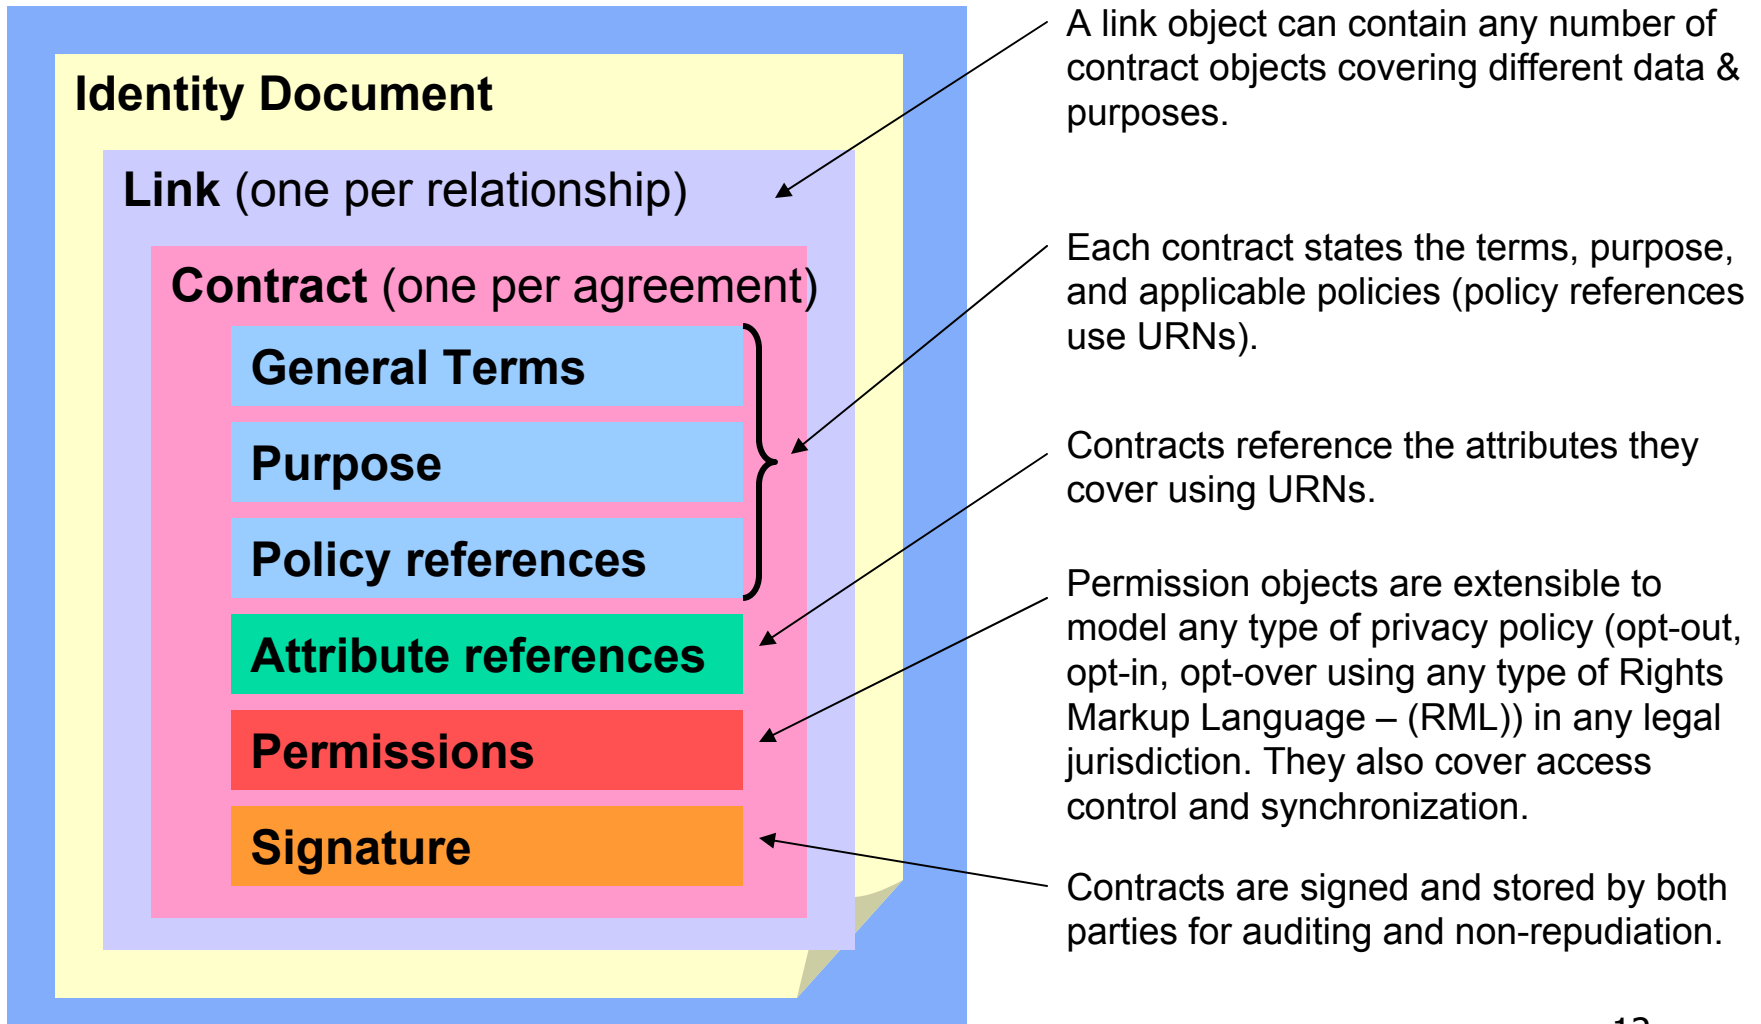 Identity Document
Link (one per relationship)
Contract (one per agreement)
General Terms
Purpose
Policy references
Attribute references
Permissions
Signature
A link object can contain any number of
contract objects covering different data &
purposes.
Each contract states the terms, purpose,
and applicable policies (policy references
use URNs).
Contracts reference the attributes they
cover using URNs.
Permission objects are extensible to
model any type of privacy policy (opt-out,
opt-in, opt-over using any type of Rights
Markup Language – (RML)) in any legal
jurisdiction. They also cover access
control and synchronization.
Contracts are signed and stored by both
parties for auditing and non-repudiation.